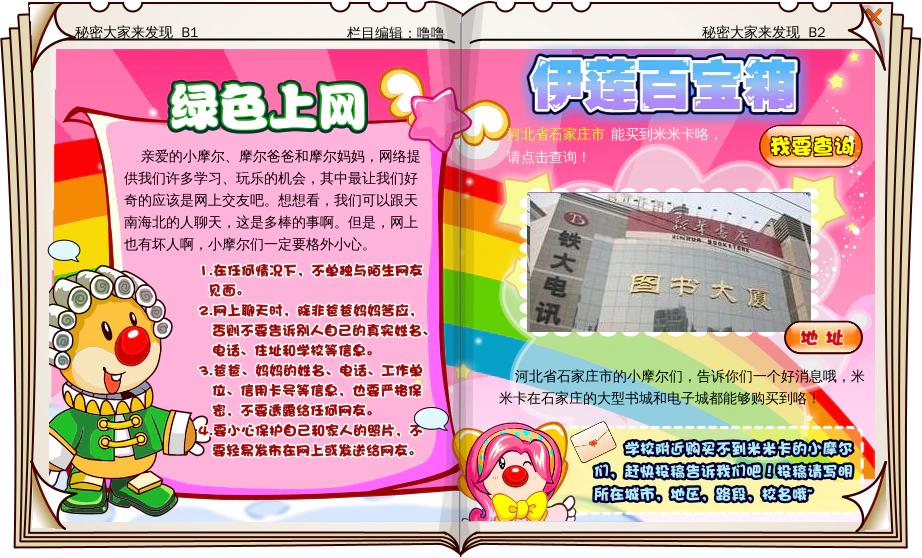 秘密大家来发现 B1
栏目编辑：噜噜
绿色上网
亲爱的小摩尔、摩尔爸爸和摩尔妈妈，网络提
供我们许多学习、玩乐的机会，其中最让我们好
奇的应该是网上交友吧。想想看，我们可以跟天
南海北的人聊天，这是多棒的事啊。但是，网上
也有坏人啊，小摩尔们一定要格外小心。
1.在任何情况下，不单独与陌生网友
见面。
2.网上聊天时，除非爸爸妈妈答应，
否则不要告诉别人自己的真实姓名、
电话、住址和学校等信息。
3.爸爸、妈妈的姓名、电话、工作单
位、信用卡号等信息，也要严格保
密，不要透露给任何网友。
4.要小心保护自己和家人的照片，不
要轻易发布在网上或发送给网友。
秘密大家来发现 B2
伊莲百宝箱
河北省石家庄市 能买到米米卡咯，
请点击查询！
我要查询
新华书店
XINHUA BOOKSTORE
铁大电讯
图书大厦
地 址
河北省石家庄市的小摩尔们，告诉你们一个好消息哦，米
米卡在石家庄的大型书城和电子城都能够购买到咯！
学校附近购买不到米米卡的小摩尔
们，赶快投稿告诉我们吧！投稿请写明
所在城市，地区，路段，校名哦~